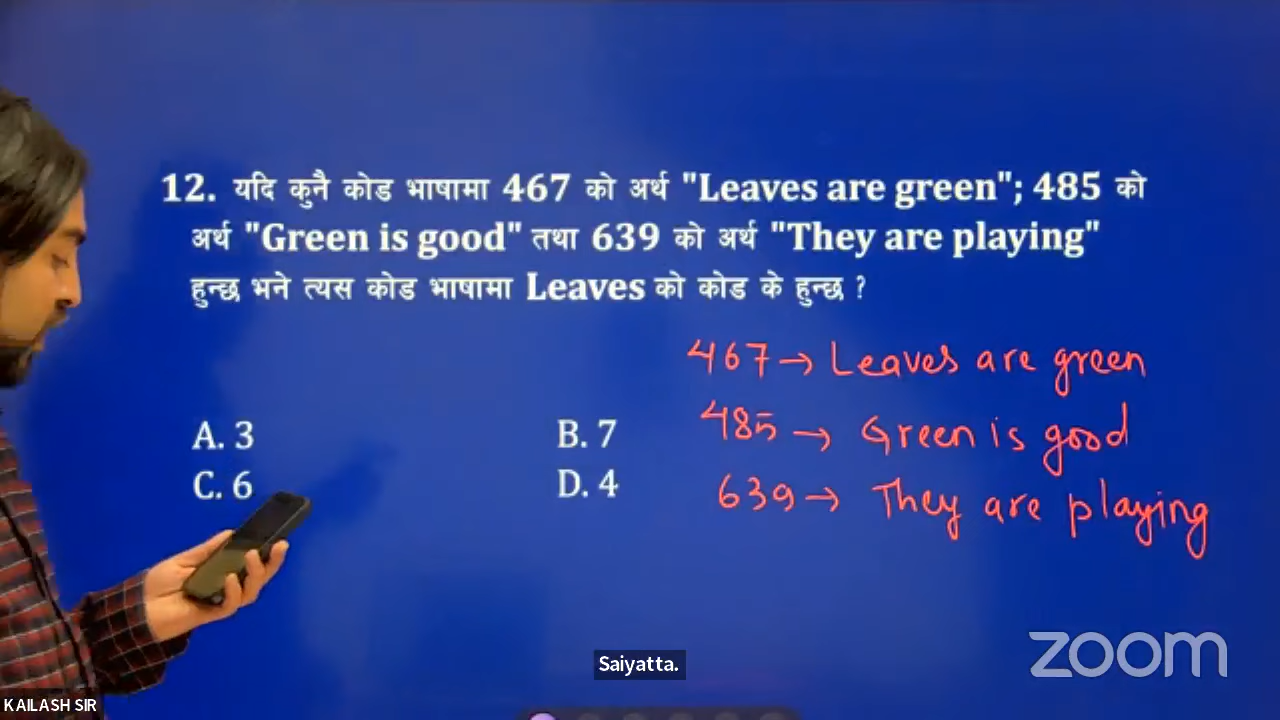 12. यदि कुनै कोड भाषामा 467 को अर्थ "Leaves are green"; 485 को
अर्थ "Green is good" तथा 639 को अर्थ "They are playing"
हुन्छ भने त्यस कोड भाषामा Leaves को कोड के हुन्छ ?
467 → Leaves are green
A. 3 B. 7
485 → Green is good
C. 6 D. 4
639 → They are playing
zoom
Saiyatta.
KAILASH SIR